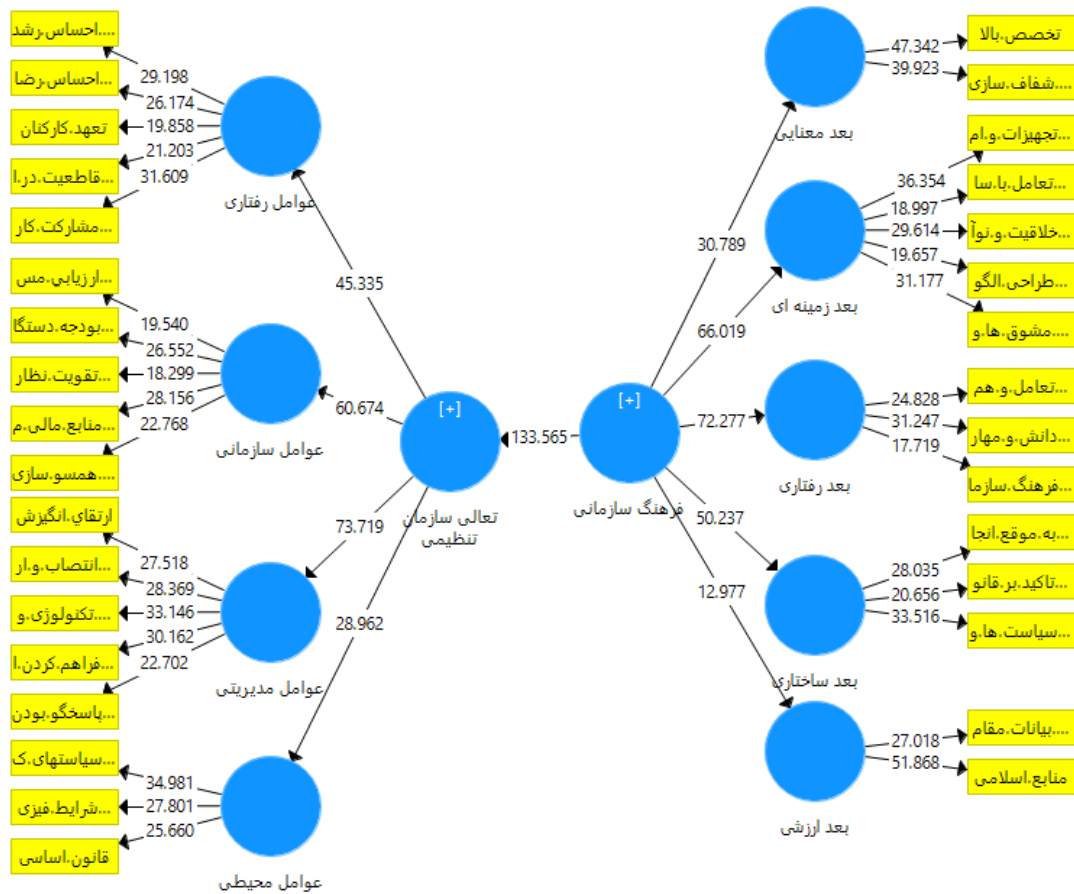 احساس.رشد....
29.198
احساس.رضا...
26.174
تعهد.کارکنان
19.858
قاطعیت.در.ا...
21.203
مشارکت.کار...
31.609
عوامل رفتاری
45.335
ارزیابي.مس...
19.540
بودجه.دستگا...
26.552
تقویت.نظار...
18.299
منابع.مالی.م...
28.156
همسو.سازی....
22.768
عوامل سازمانی
60.674
ارتقاي.انگیزش
27.518
انتصاب.و.ار...
28.369
تکنولوژی.و....
33.146
فراهم.کردن.ا...
30.162
پاسخگو.بودن...
22.702
عوامل مدیریتی
73.719
سیاستهای.ک...
34.981
شرایط.فیزی...
27.801
قانون.اساسی
25.660
عوامل محیطی
28.962
[+]
تعالی سازمان
تنظیمی
133.565
[+]
فرهنگ سازمانی
30.789
بعد معنایی
47.342
تخصص.بالا
39.923
شفاف.سازی....
66.019
بعد زمینه ای
36.354
تجهیزات.و.ام...
18.997
تعامل.با.سا...
29.614
خلاقیت.و.نوآ...
19.657
طراحی.الگو...
31.177
مشوق.ها.و....
72.277
بعد رفتاری
24.828
تعامل.و.هم...
31.247
دانش.و.مهار...
17.719
فرهنگ.سازما...
50.237
بعد ساختاری
28.035
به.موقع.انجا...
20.656
تاکید.بر.قانو...
33.516
سیاست.ها.و...
12.977
بعد ارزشی
27.018
بیانات.مقام....
51.868
منابع.اسلامی